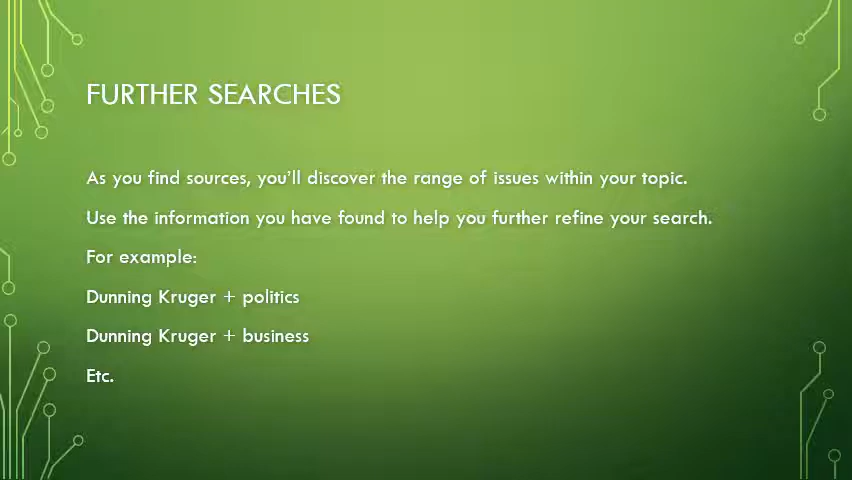 FURTHER SEARCHES
As you find sources, you'll discover the range of issues within your topic.
Use the information you have found to help you further refine your search.
For example:
Dunning Kruger + politics
Dunning Kruger + business
Etc.